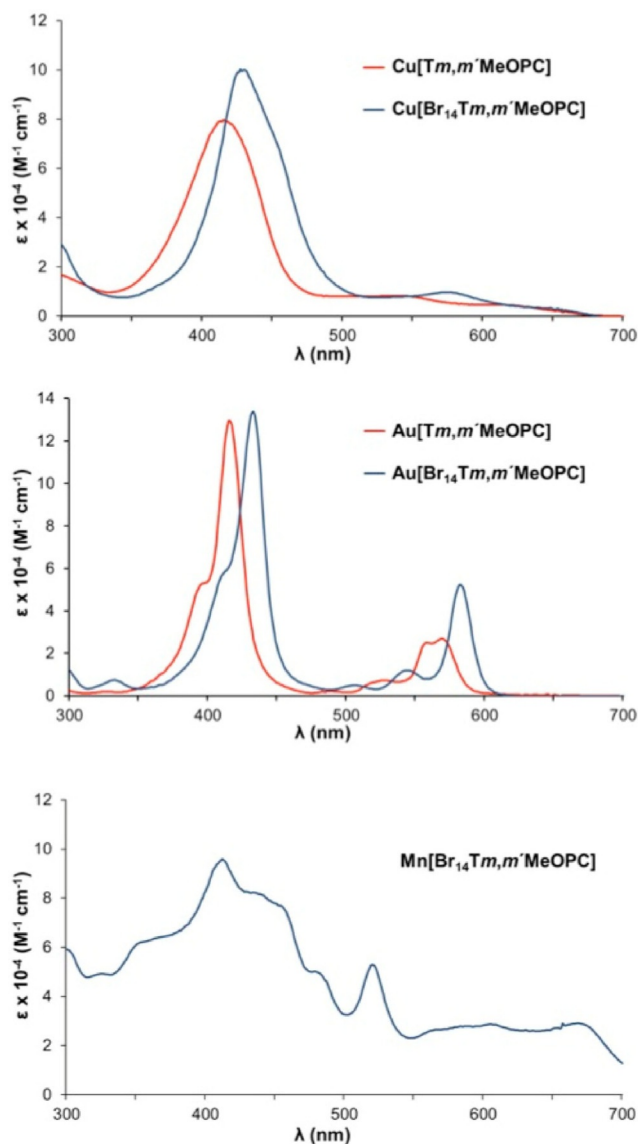 12
10
8
6
4
2
0
ε x 10⁻⁴ (M⁻¹ cm⁻¹)
Cu[Tm,m´MeOPC]
Cu[Br₁₄Tm,m´MeOPC]
300 400 500 600 700
λ (nm)
14
12
10
8
6
4
2
0
ε x 10⁻⁴ (M⁻¹ cm⁻¹)
Au[Tm,m´MeOPC]
Au[Br₁₄Tm,m´MeOPC]
300 400 500 600 700
λ (nm)
12
10
8
6
4
2
0
ε x 10⁻⁴ (M⁻¹ cm⁻¹)
Mn[Br₁₄Tm,m´MeOPC]
300 400 500 600 700
λ (nm)